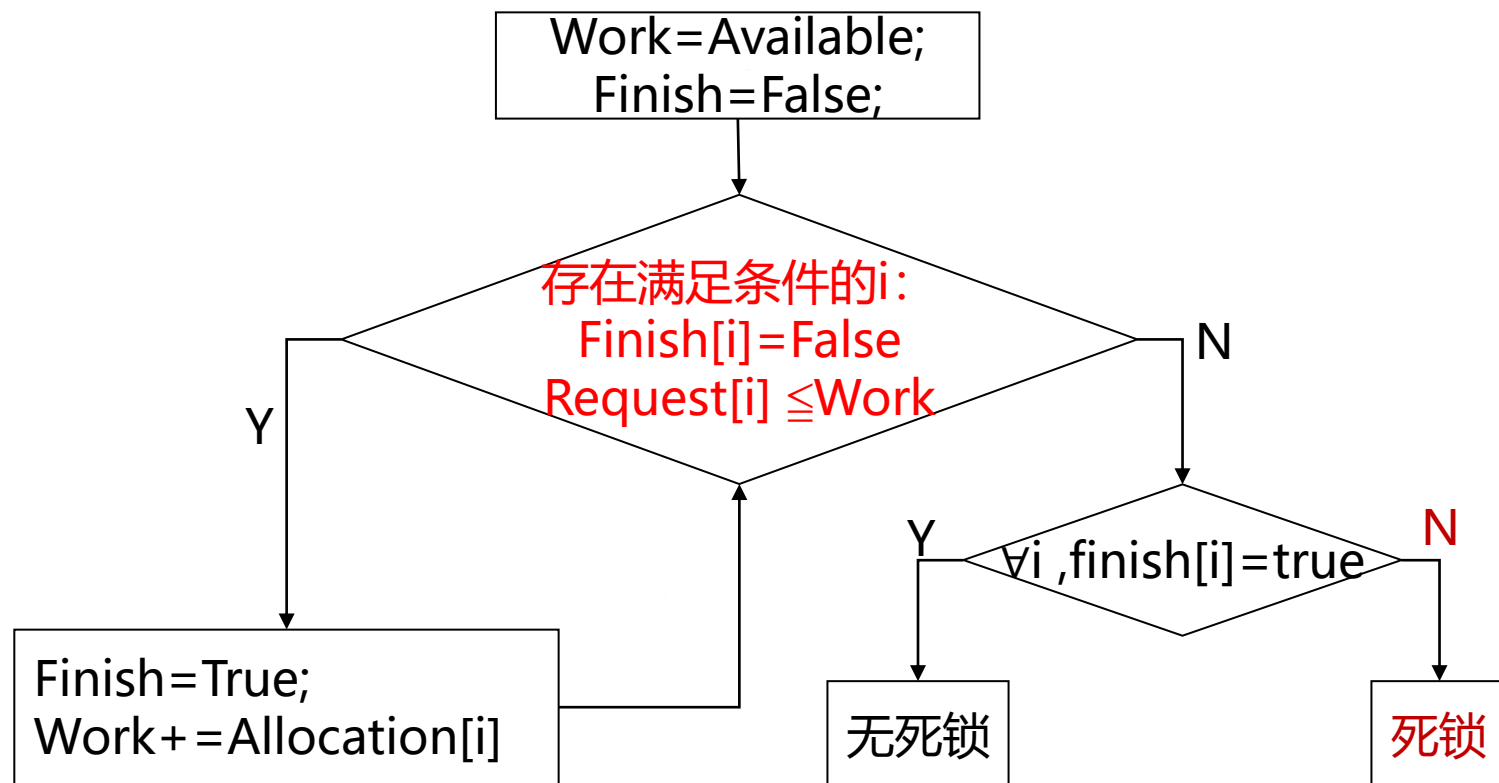 Work=Available;
Finish=False;
存在满足条件的i：
Finish[i]=False
Request[i] ≦Work
Y
N
Finish=True;
Work+=Allocation[i]
∀i ,finish[i]=true
Y
N
无死锁
死锁